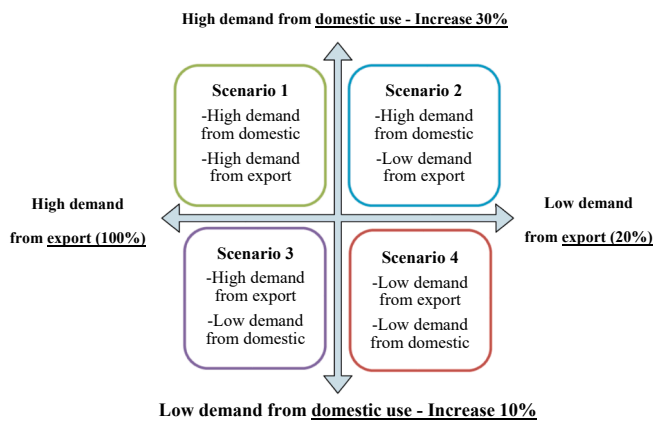 High demand from domestic use - Increase 30%
Scenario 1
-High demand
from domestic
-High demand
from export
Scenario 2
-High demand
from domestic
-Low demand
from export
High demand
from export (100%)
Low demand
from export (20%)
Scenario 3
-High demand
from export
-Low demand
from domestic
Scenario 4
-Low demand
from export
-Low demand
from domestic
Low demand from domestic use - Increase 10%